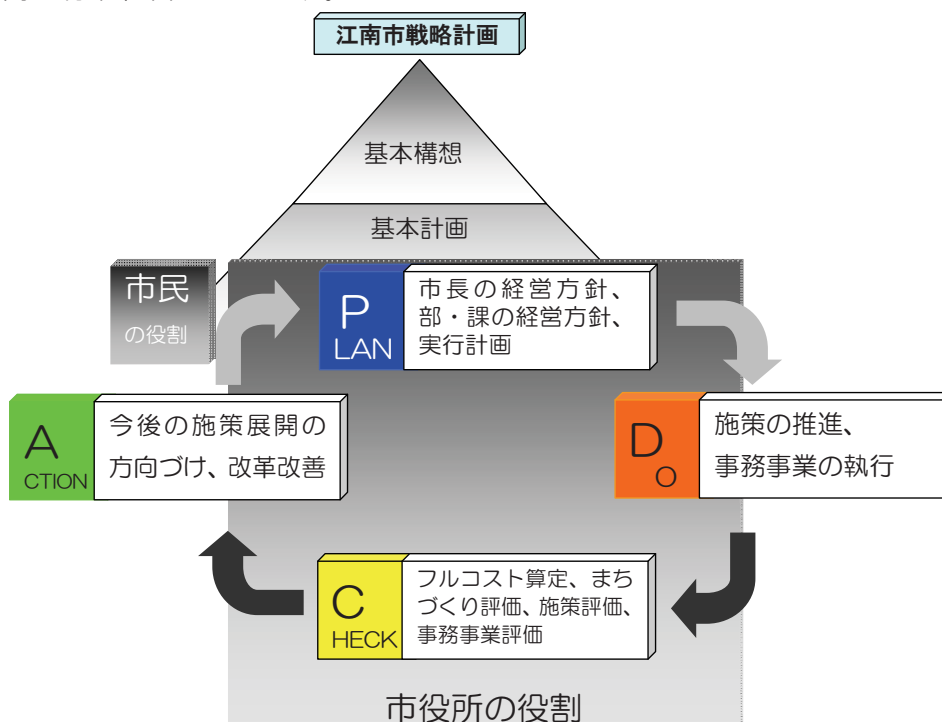 江南市戦略計画
基本構想
基本計画
市民
の役割
PLAN
市長の経営方針、
部・課の経営方針、
実行計画
ACTION
今後の施策展開の
方向づけ、改革改善
DO
施策の推進、
事務事業の執行
CHECK
フルコスト算定、まち
づくり評価、施策評価、
事務事業評価
市役所の役割